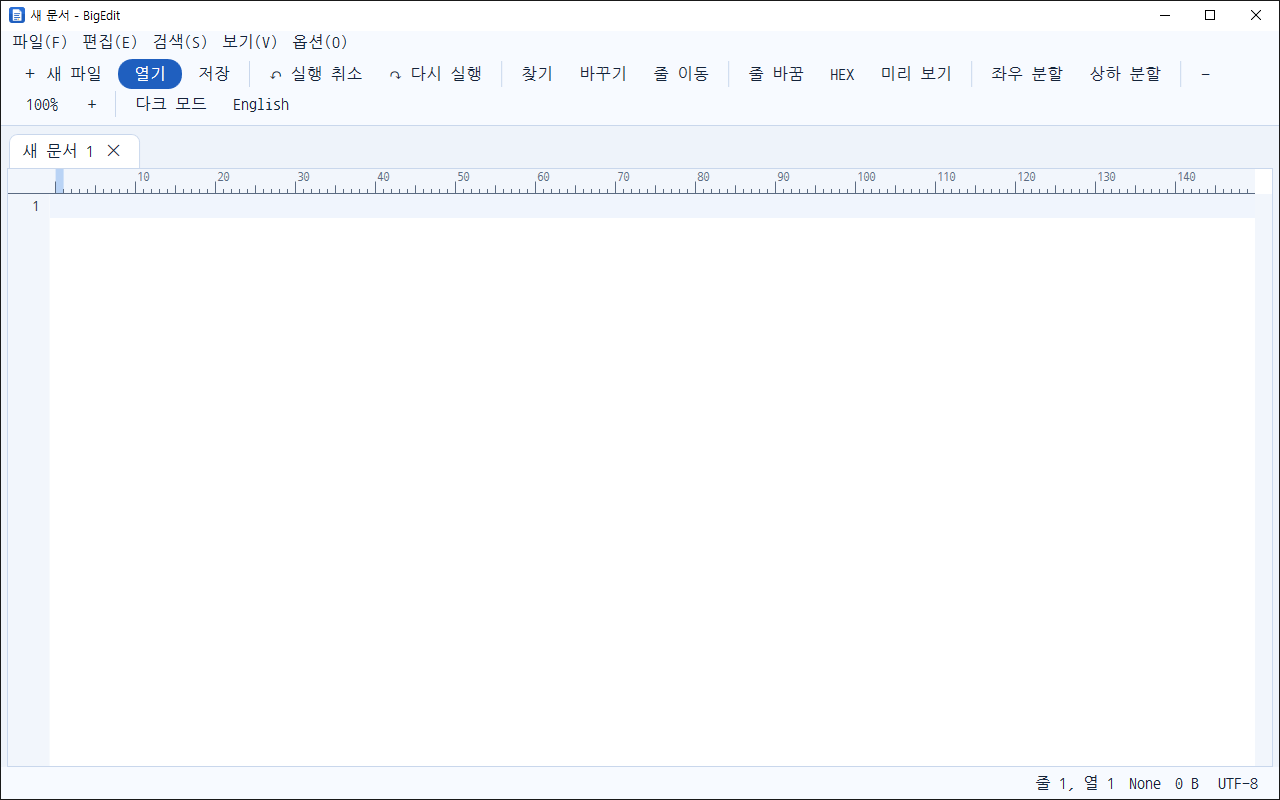 새 문서 - BigEdit
파일(F) 편집(E) 검색(S) 보기(V) 옵션(O)
+ 새 파일 열기 저장 ↶ 실행 취소 ↷ 다시 실행 찾기 바꾸기 줄 이동 줄 바꿈 HEX 미리 보기 좌우 분할 상하 분할 −
100% + 다크 모드 English
새 문서 1
10 20 30 40 50 60 70 80 90 100 110 120 130 140
1
줄 1, 열 1 None 0 B UTF-8